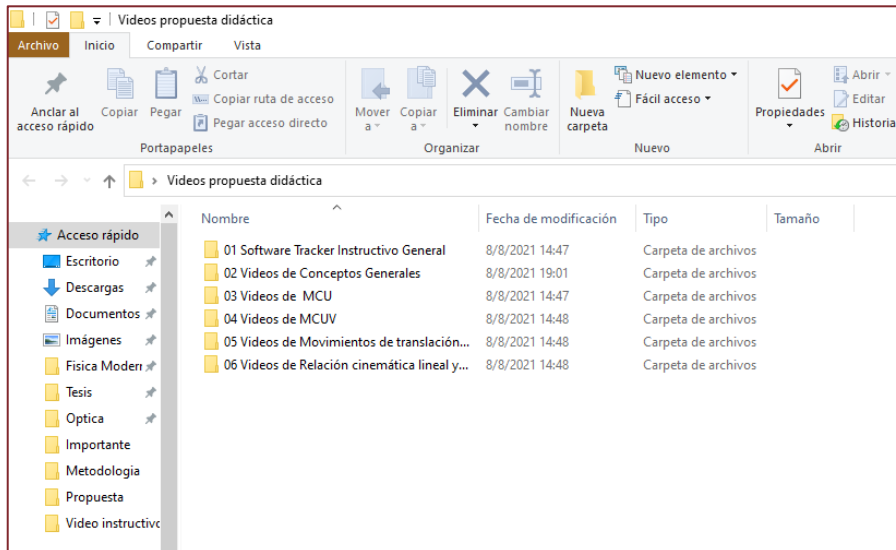 Videos propuesta didáctica
Archivo Inicio Compartir Vista
Anclar al acceso rápido
Copiar
Pegar
Cortar
Copiar ruta de acceso
Pegar acceso directo
Portapapeles
Mover a
Copiar a
Eliminar
Cambiar nombre
Organizar
Nueva carpeta
Nuevo elemento
Fácil acceso
Nuevo
Propiedades
Abrir
Editar
Historia
Abrir
Videos propuesta didáctica
Acceso rápido
Escritorio
Descargas
Documentos
Imágenes
Fisica Moderr
Tesis
Optica
Importante
Metodologia
Propuesta
Video instructivo
Nombre Fecha de modificación Tipo Tamaño
01 Software Tracker Instructivo General 8/8/2021 14:47 Carpeta de archivos
02 Videos de Conceptos Generales 8/8/2021 19:01 Carpeta de archivos
03 Videos de MCU 8/8/2021 14:47 Carpeta de archivos
04 Videos de MCUV 8/8/2021 14:48 Carpeta de archivos
05 Videos de Movimientos de translación... 8/8/2021 14:48 Carpeta de archivos
06 Videos de Relación cinemática lineal y... 8/8/2021 14:48 Carpeta de archivos